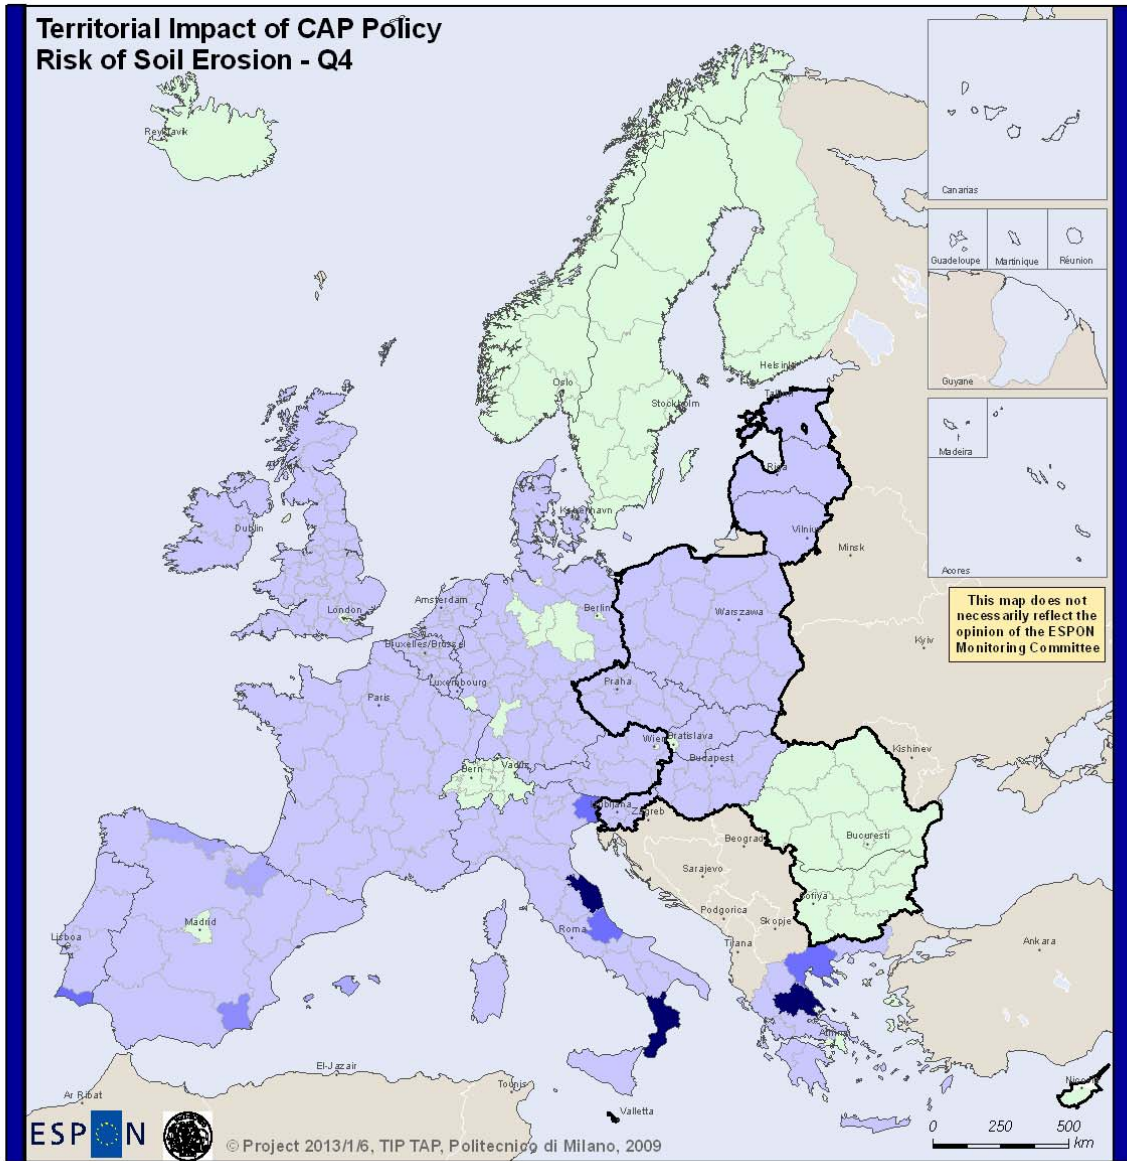 Territorial Impact of CAP Policy
Risk of Soil Erosion - Q4
Reykjavik
Canarias
Guadeloupe
Martinique
Réunion
Guyane
Helsinki
Oslo
Stockholm
Madeira
Riga
Dublin
København
Vilnius
Minsk
Acores
This map does not
necessarily reflect the
opinion of the ESPON
Monitoring Committee
Amsterdam
Berlin
London
Warszawa
Kyiv
Bruxelles/Brussel
Luxembourg
Praha
Paris
Wien
Bratislava
Kishinev
Bern
Vaduz
Budapest
Ljubljana
Zagreb
Beograd
Bucuresti
Sarajevo
Madrid
Podgorica
Sofiya
Skopje
Lisboa
Roma
Tirana
Ankara
El-Jazair
Tounis
Ar Ribat
Valletta
ESPON
© Project 2013/1/6, TIP TAP, Politecnico di Milano, 2009
0 250 500
km